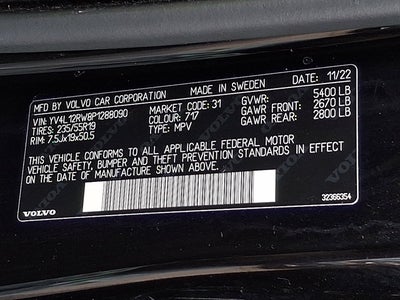 MFD BY VOLVO CAR CORPORATION MADE IN SWEDEN 11/22
VIN: YV4L12RW8P1288090 MARKET CODE: 31 GVWR: 5400 LB
TIRES: 235/55R19 COLOUR: 717 GAWR FRONT: 2670 LB
RIM: 7.5Jx19x50.5 TYPE: MPV GAWR REAR: 2800 LB
THIS VEHICLE CONFORMS TO ALL APPLICABLE FEDERAL MOTOR
VEHICLE SAFETY, BUMPER AND THEFT PREVENTION STANDARDS IN EFFECT
ON THE DATE OF MANUFACTURE SHOWN ABOVE.
VOLVO 32366354